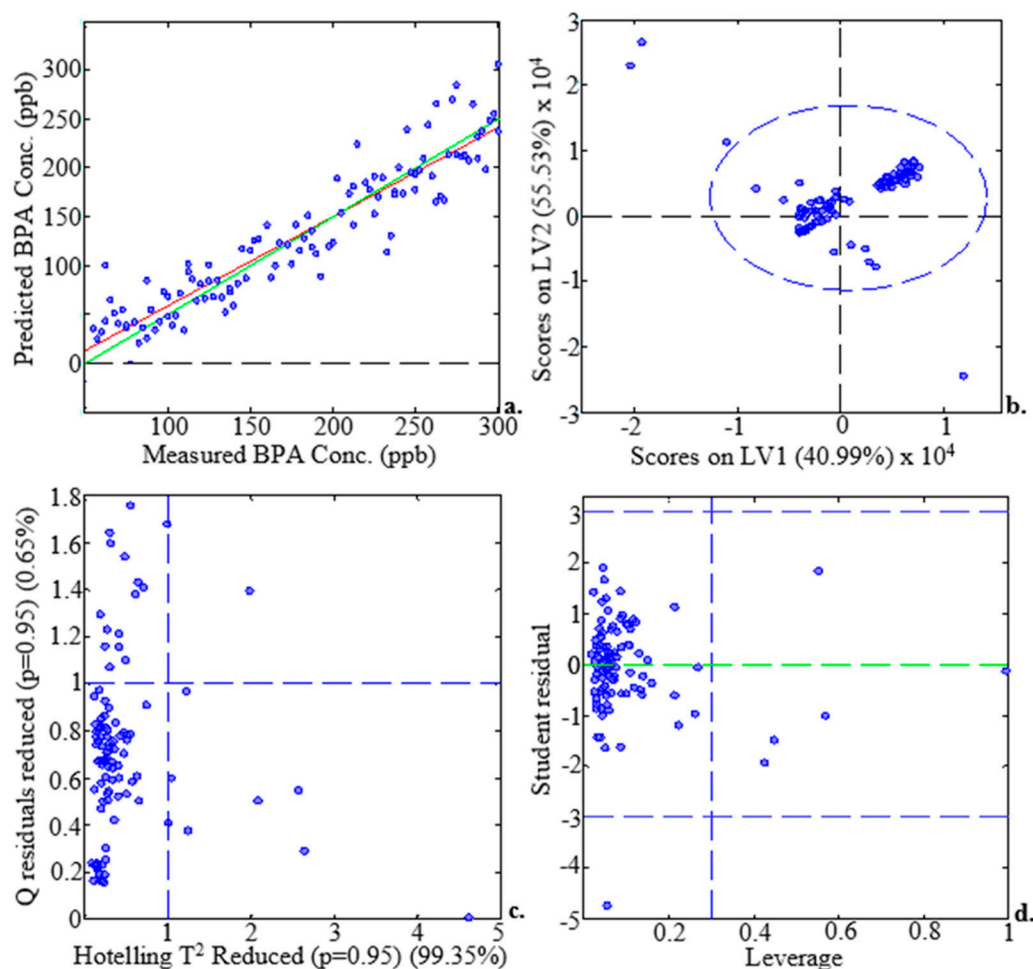 Predicted BPA Conc. (ppb)
300
250
200
150
100
50
0
100 150 200 250 300
Measured BPA Conc. (ppb)
a.
Scores on LV2 (55.53%) x 10⁴
3
2
1
0
-1
-2
-3
-2 -1 0 1
Scores on LV1 (40.99%) x 10⁴
b.
Q residuals reduced (p=0.95) (0.65%)
1.8
1.6
1.4
1.2
1
0.8
0.6
0.4
0.2
0
1 2 3 4 5
Hotelling T² Reduced (p=0.95) (99.35%)
c.
Student residual
3
2
1
0
-1
-2
-3
-4
-5
0.2 0.4 0.6 0.8 1
Leverage
d.